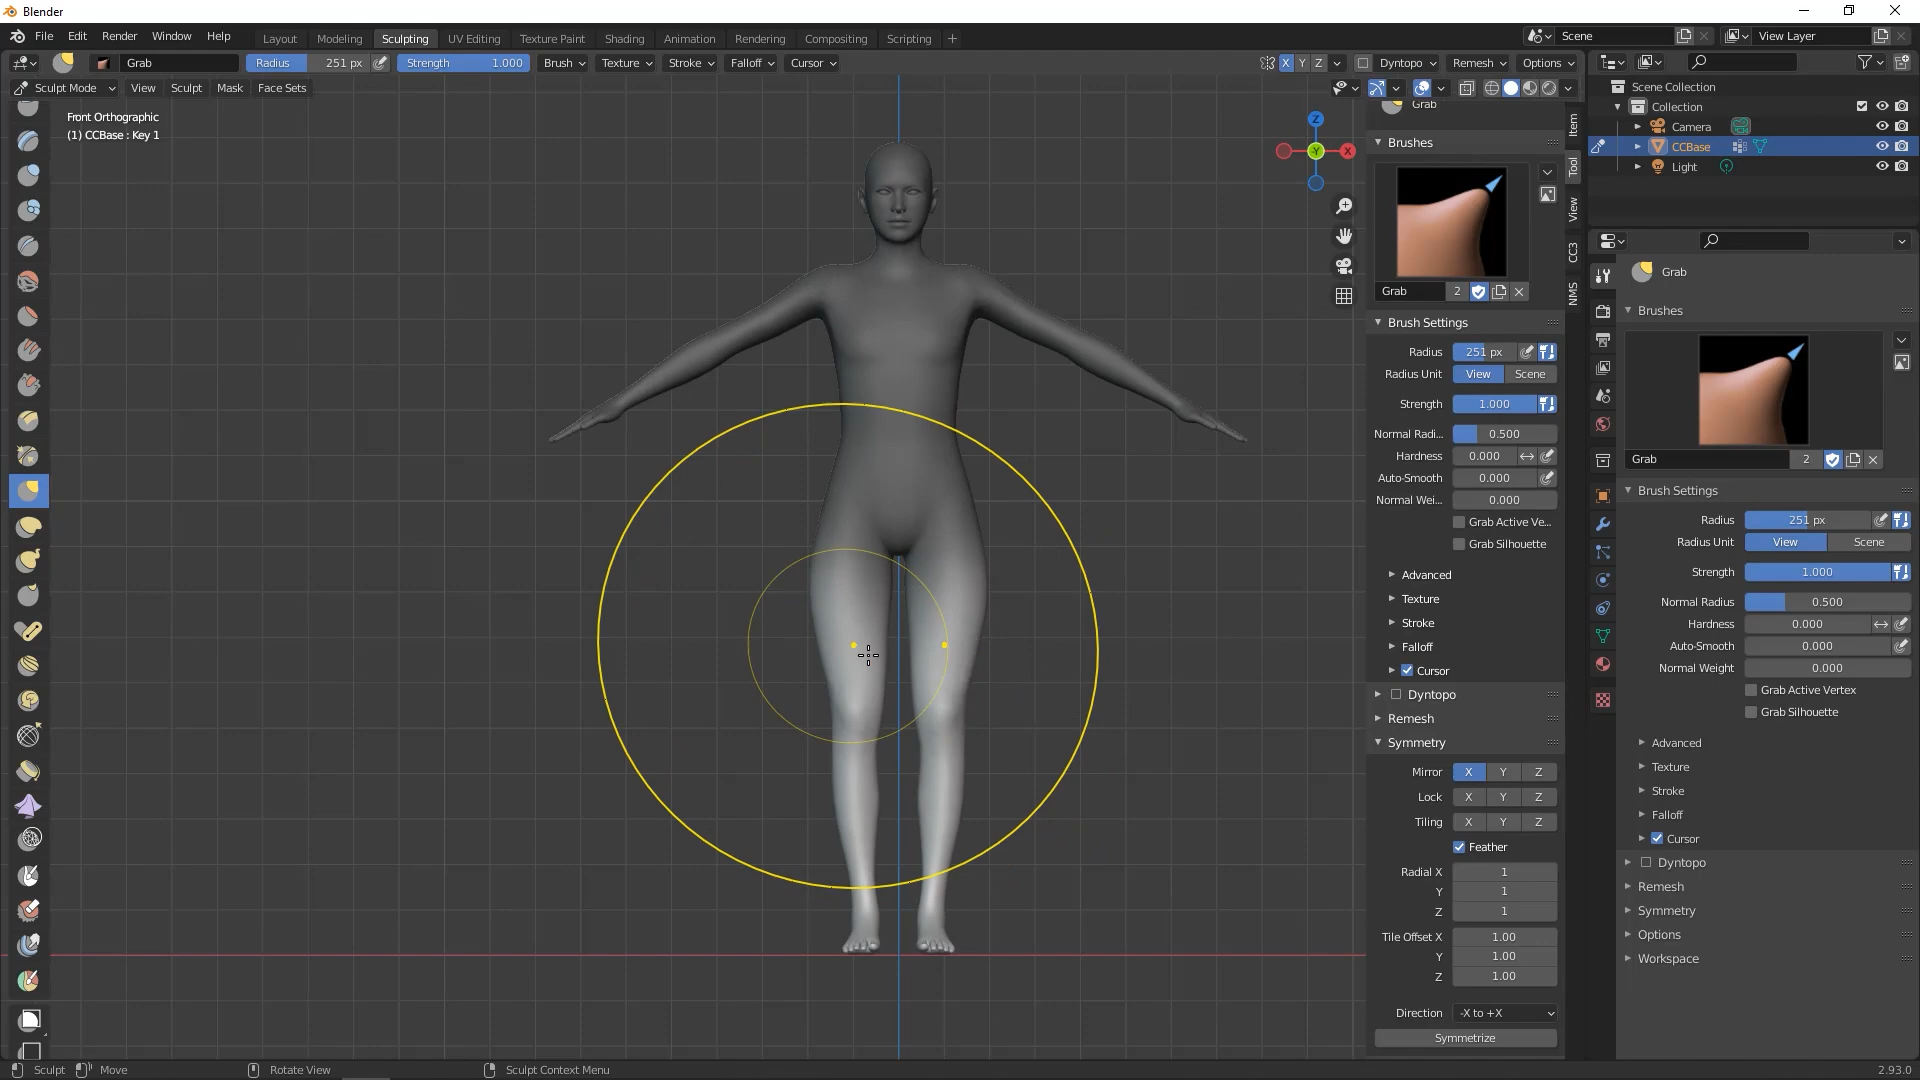 Blender
File Edit Render Window Help
Layout Modeling Sculpting UV Editing Texture Paint Shading Animation Rendering Compositing Scripting +
Scene
View Layer
Grab
Radius 251 px
Strength 1.000
Brush Texture Stroke Falloff Cursor
X Y Z
Dyntopo Remesh Options
Sculpt Mode View Sculpt Mask Face Sets
Front Orthographic
(1) CCBase : Key 1
Z
-Y
X
Grab
Brushes
Grab 2
Brush Settings
Radius 251 px
Radius Unit View Scene
Strength 1.000
Normal Radi... 0.500
Hardness 0.000
Auto-Smooth 0.000
Normal Wei... 0.000
Grab Active Ve...
Grab Silhouette
Advanced
Texture
Stroke
Falloff
Cursor
Dyntopo
Remesh
Symmetry
Mirror X Y Z
Lock X Y Z
Tiling X Y Z
Feather
Radial X 1
Y 1
Z 1
Tile Offset X 1.00
Y 1.00
Z 1.00
Direction -X to +X
Symmetrize
Item
Tool
View
CC3
NMS
Scene Collection
Collection
Camera
CCBase
Light
Grab
Brushes
Grab 2
Brush Settings
Radius 251 px
Radius Unit View Scene
Strength 1.000
Normal Radius 0.500
Hardness 0.000
Auto-Smooth 0.000
Normal Weight 0.000
Grab Active Vertex
Grab Silhouette
Advanced
Texture
Stroke
Falloff
Cursor
Dyntopo
Remesh
Symmetry
Options
Workspace
Sculpt Move Rotate View Sculpt Context Menu 2.93.0